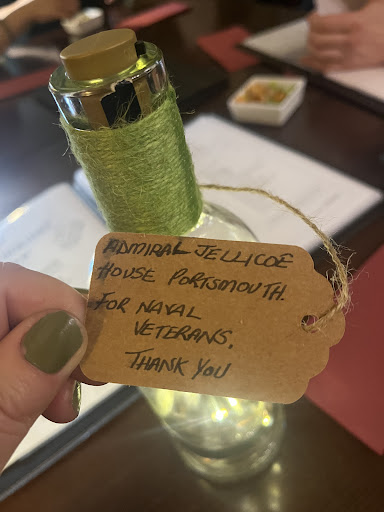 ADMIRAL JELLICOE
HOUSE PORTSMOUTH.
FOR NAVAL
VETERANS.
THANK YOU